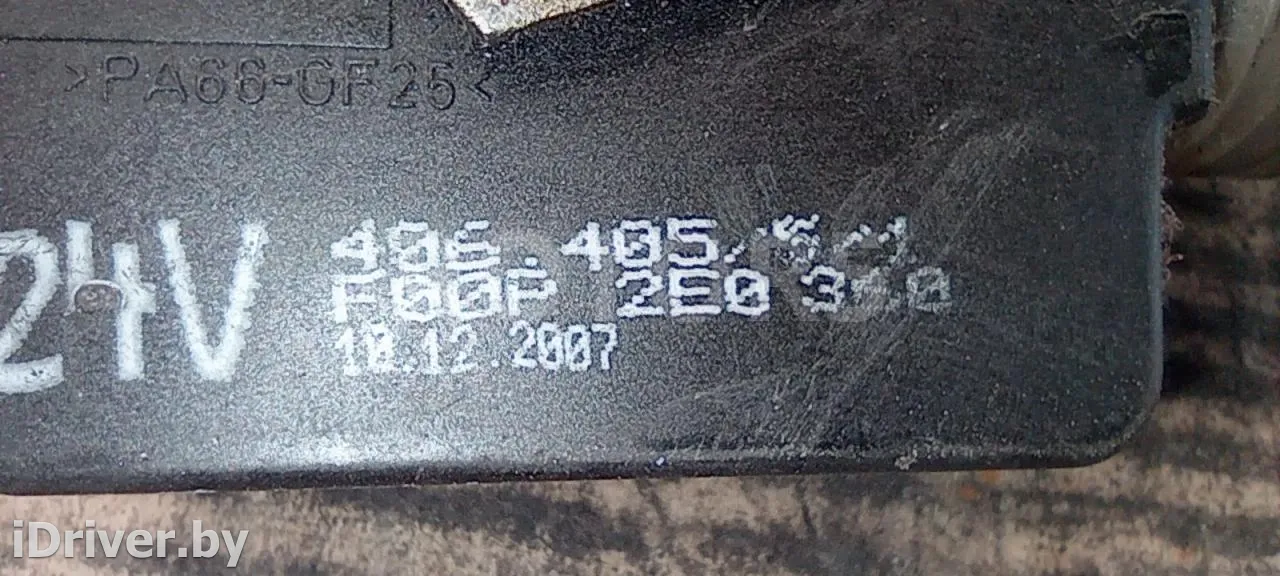 >PA66-GF25<
24V
406.405/
F00P 2E0
10.12.2007
iDriver.by